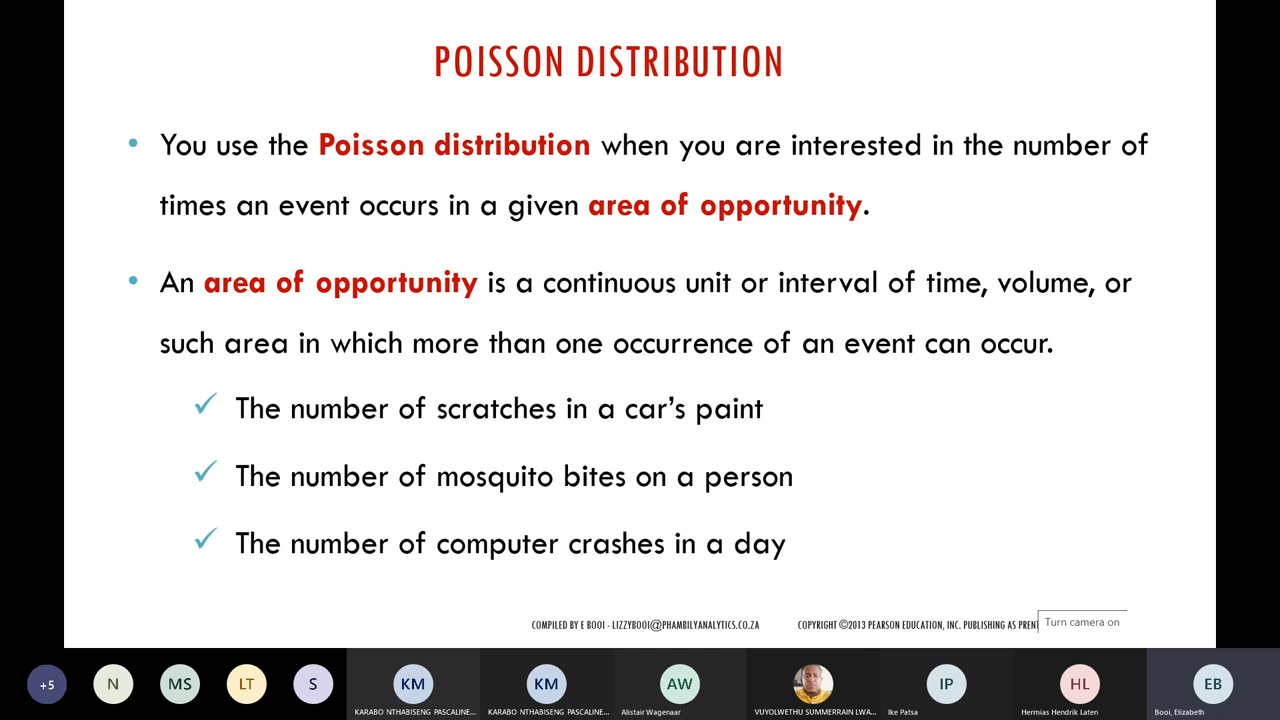 POISSON DISTRIBUTION
• You use the Poisson distribution when you are interested in the number of
times an event occurs in a given area of opportunity.
• An area of opportunity is a continuous unit or interval of time, volume, or
such area in which more than one occurrence of an event can occur.
✓ The number of scratches in a car’s paint
✓ The number of mosquito bites on a person
✓ The number of computer crashes in a day
COMPILED BY E BOOI - LIZZYBOOI@PHAMBILYANALYTICS.CO.ZA
COPYRIGHT ©2013 PEARSON EDUCATION, INC. PUBLISHING AS PRENT
Turn camera on
+5 N MS LT S KM KM AW IP HL EB
KARABO NTHABISENG PASCALINE... KARABO NTHABISENG PASCALINE... Alistair Wagenaar VUYOLWETHU SUMMERRAIN LWA... Ike Patsa Hermias Hendrik Laten Booi, Elizabeth